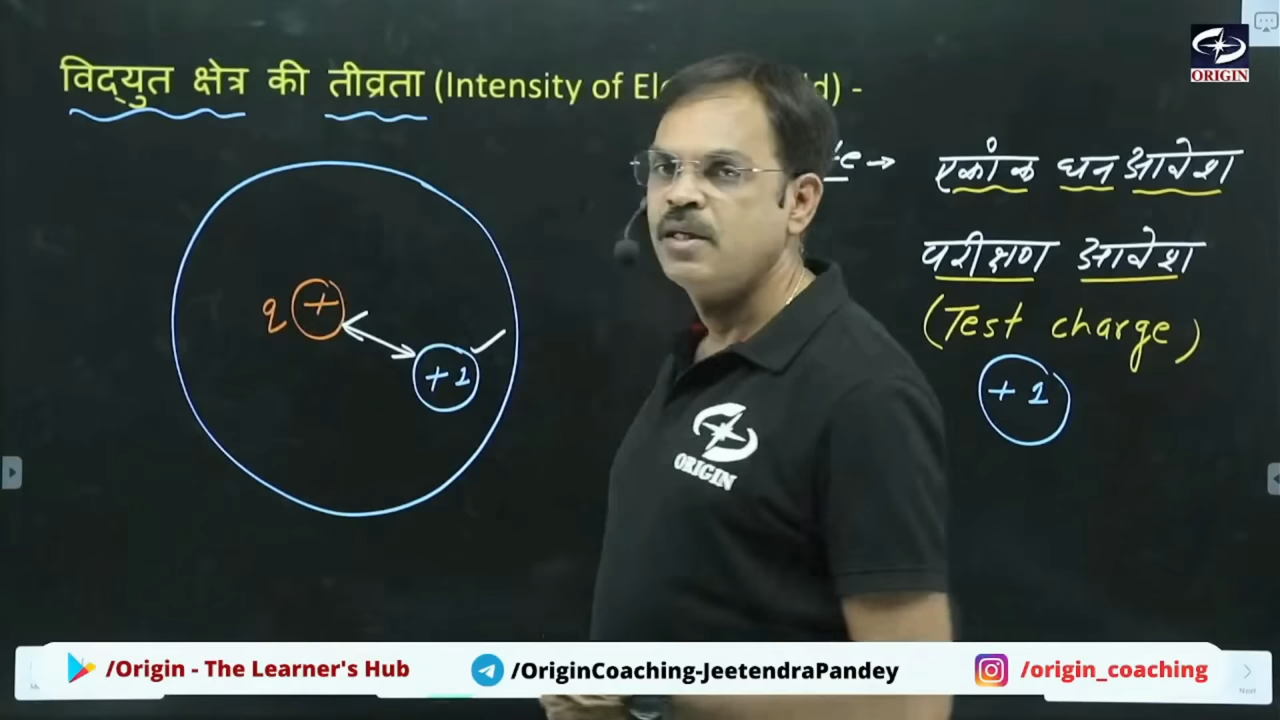 ORIGIN
विद्युत क्षेत्र की तीव्रता (Intensity of El d) -
एकांक धन आवेश
परीक्षण आवेश
(Test charge)
+1
q +
+1
ORIGIN
/Origin - The Learner's Hub
/OriginCoaching-JeetendraPandey
/origin_coaching
Next